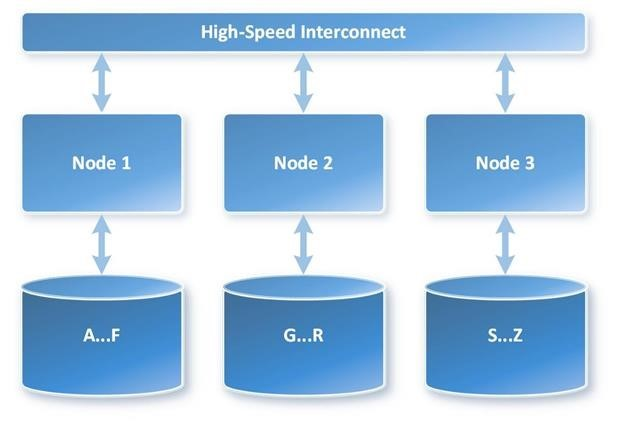 High-Speed Interconnect
Node 1
Node 2
Node 3
A...F
G...R
S...Z